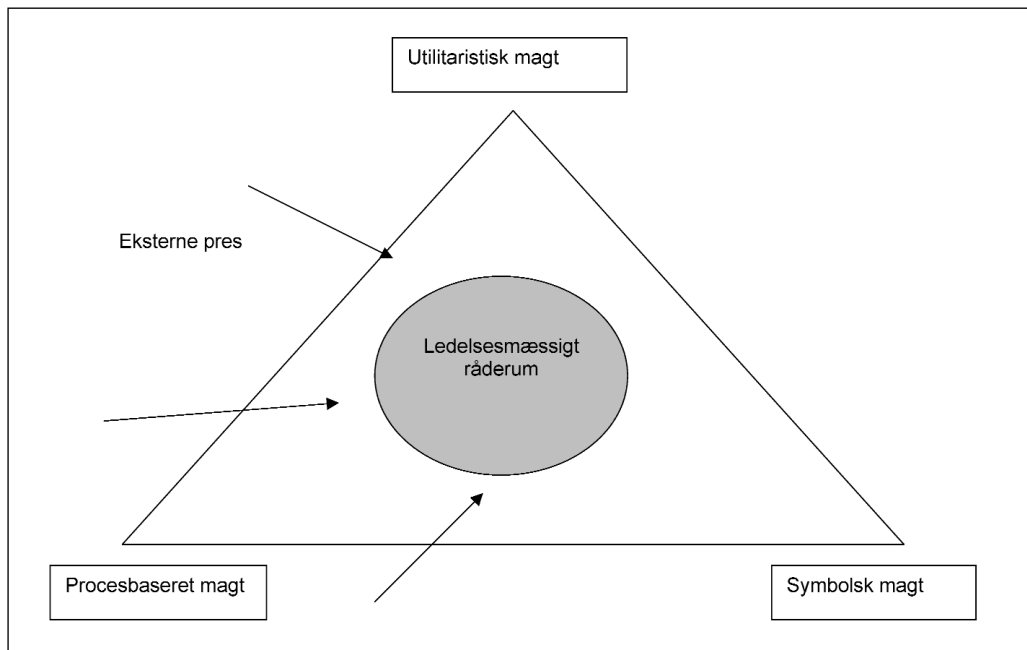 Utilitaristisk magt
Eksterne pres
Ledelsesmæssigt
råderum
Procesbaseret magt
Symbolsk magt